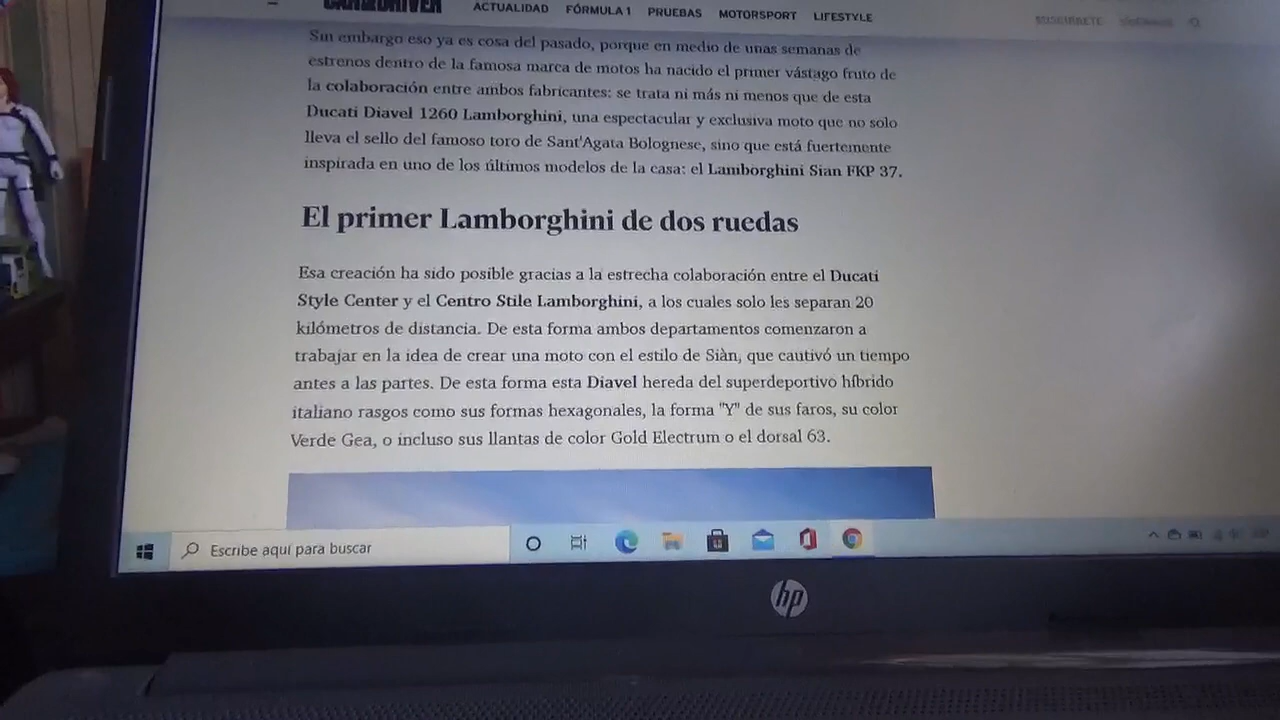 CAR AND DRIVER
ACTUALIDAD FÓRMULA 1 PRUEBAS MOTORSPORT LIFESTYLE
SUSCRÍBETE
Sin embargo eso ya es cosa del pasado, porque en medio de unas semanas de
estrenos dentro de la famosa marca de motos ha nacido el primer vástago fruto de
la colaboración entre ambos fabricantes: se trata ni más ni menos que de esta
Ducati Diavel 1260 Lamborghini, una espectacular y exclusiva moto que no solo
lleva el sello del famoso toro de Sant'Agata Bolognese, sino que está fuertemente
inspirada en uno de los últimos modelos de la casa: el Lamborghini Sian FKP 37.
El primer Lamborghini de dos ruedas
Esa creación ha sido posible gracias a la estrecha colaboración entre el Ducati
Style Center y el Centro Stile Lamborghini, a los cuales solo les separan 20
kilómetros de distancia. De esta forma ambos departamentos comenzaron a
trabajar en la idea de crear una moto con el estilo de Siàn, que cautivó un tiempo
antes a las partes. De esta forma esta Diavel hereda del superdeportivo híbrido
italiano rasgos como sus formas hexagonales, la forma "Y" de sus faros, su color
Verde Gea, o incluso sus llantas de color Gold Electrum o el dorsal 63.
Escribe aquí para buscar
hp